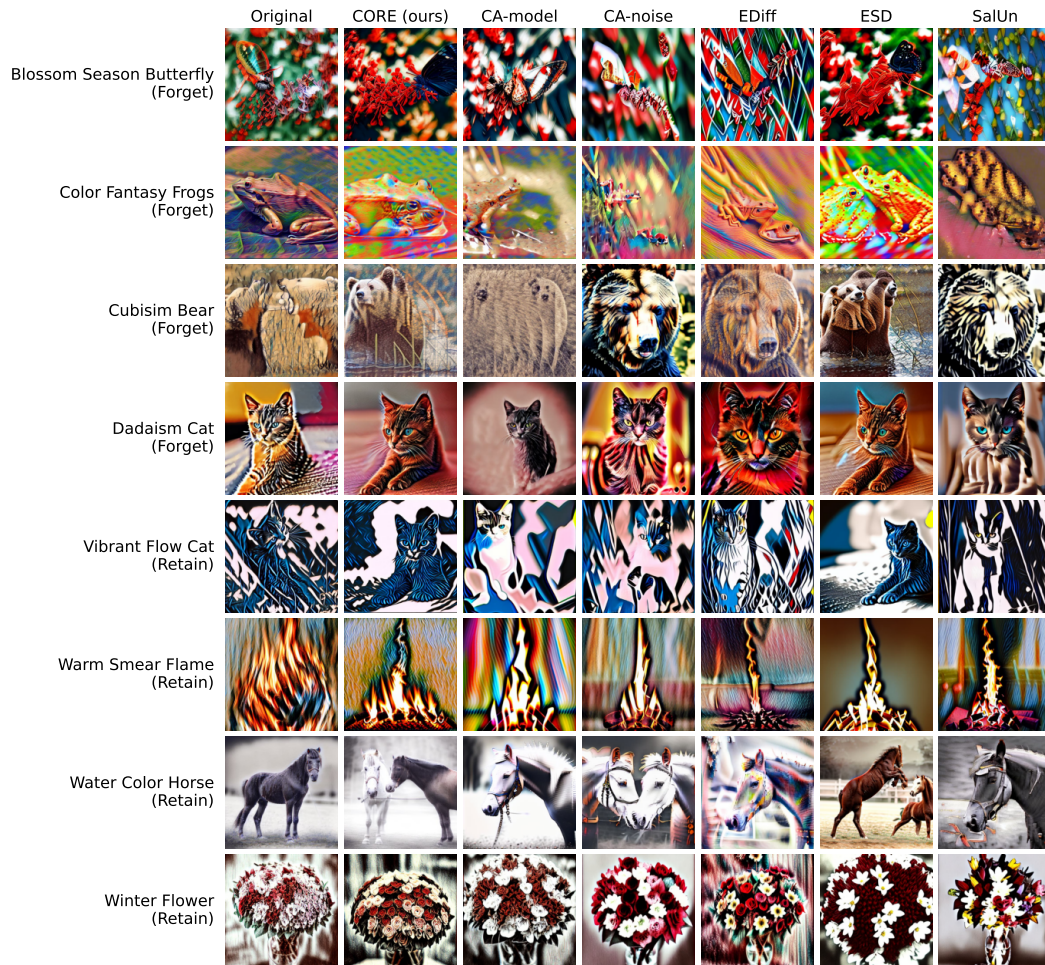 Original CORE (ours) CA-model CA-noise EDiff ESD SalUn
Blossom Season Butterfly
(Forget)
Color Fantasy Frogs
(Forget)
Cubisim Bear
(Forget)
Dadaism Cat
(Forget)
Vibrant Flow Cat
(Retain)
Warm Smear Flame
(Retain)
Water Color Horse
(Retain)
Winter Flower
(Retain)